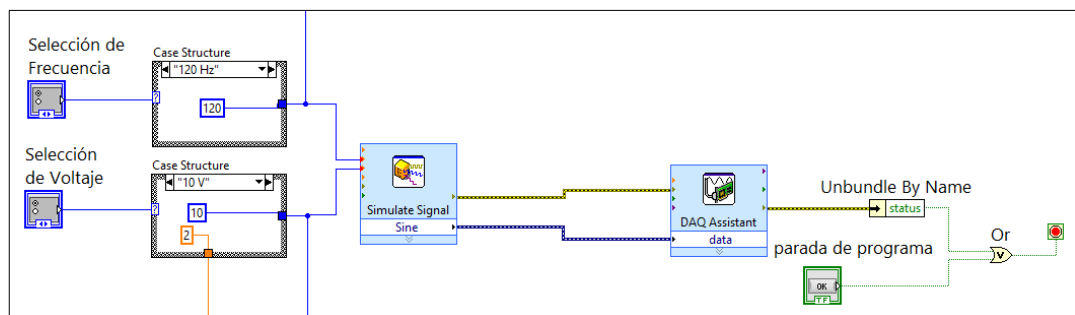 Selección de
Frecuencia
Case Structure
"120 Hz"
?
120
Selección
de Voltaje
Case Structure
"10 V"
?
10
2
Simulate Signal
Sine
DAQ Assistant
data
Unbundle By Name
status
parada de programa
OK
TF
Or
V